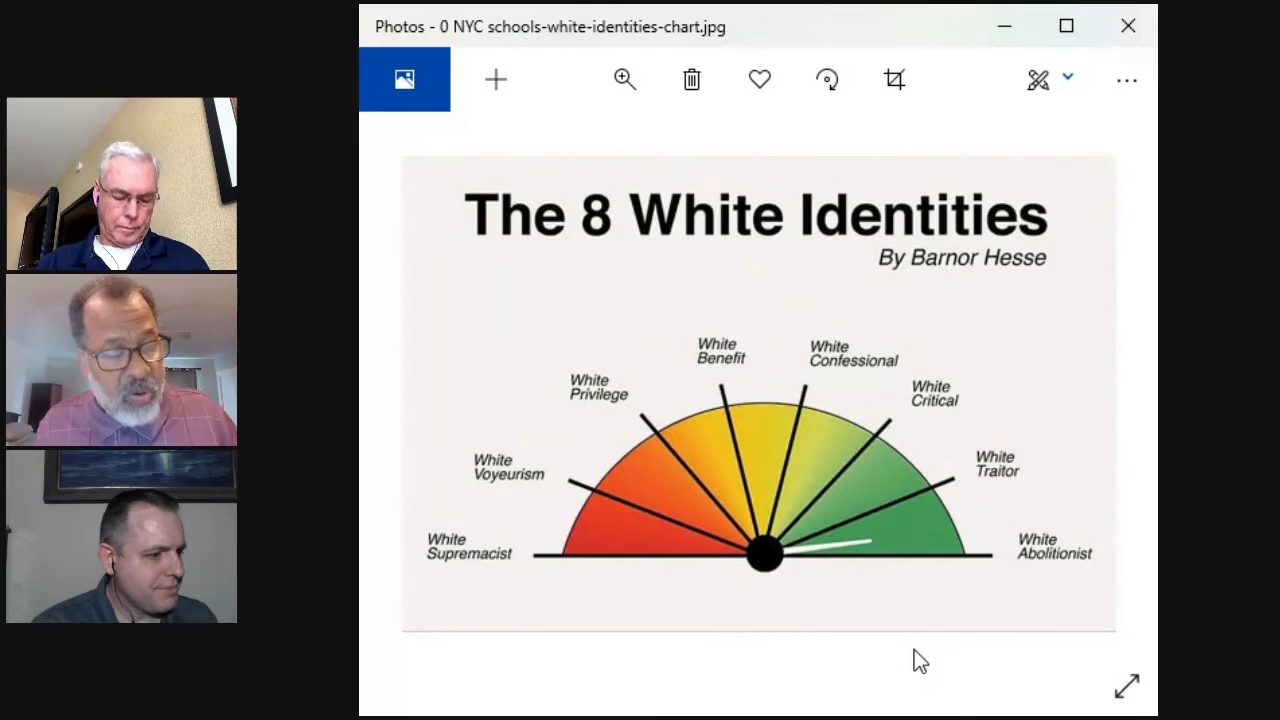 Photos - 0 NYC schools-white-identities-chart.jpg
The 8 White Identities
By Barnor Hesse
White
Supremacist
White
Voyeurism
White
Privilege
White
Benefit
White
Confessional
White
Critical
White
Traitor
White
Abolitionist